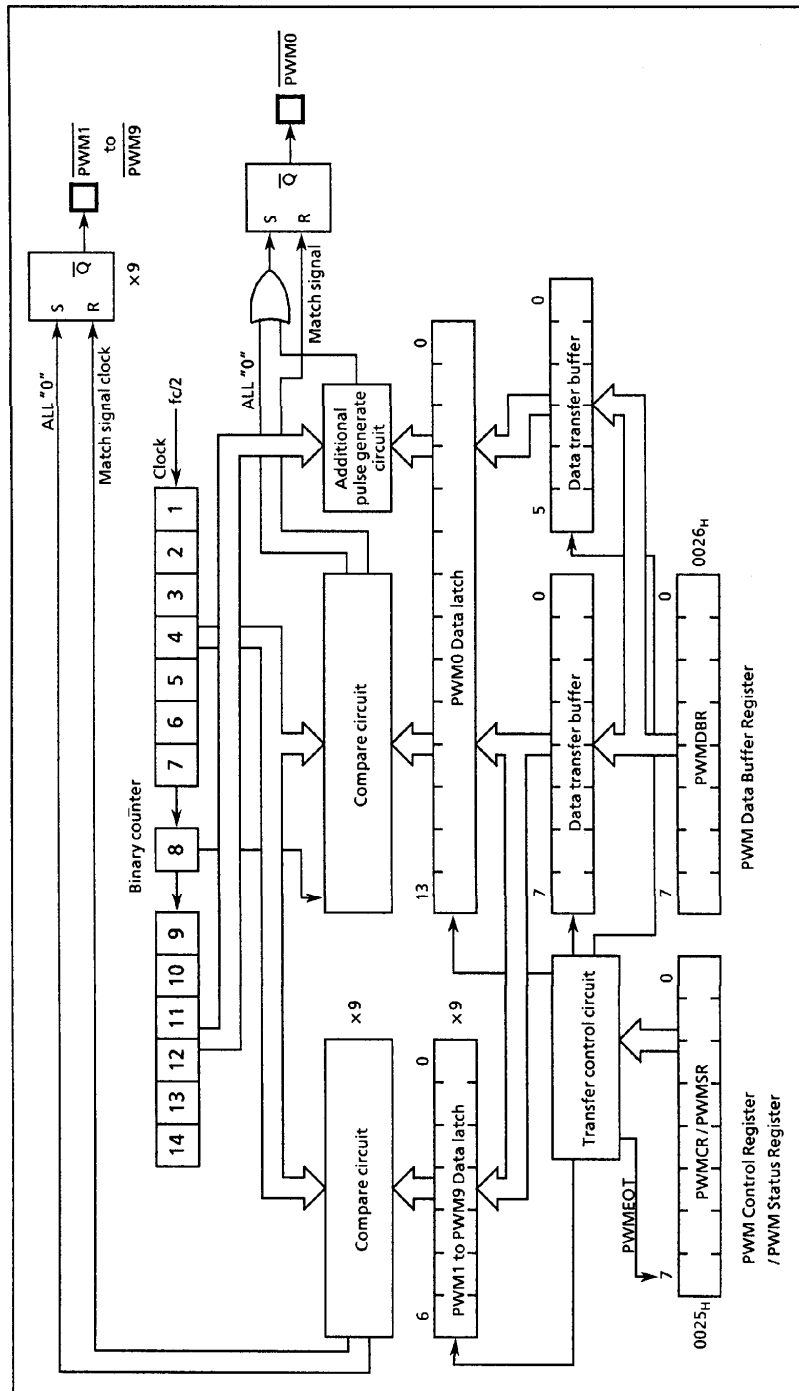 ALL "0"
S
R
Q
×9
PWM1
to
PWM9
Match signal clock
Binary counter
Clock
fc/2
14
13
12
11
10
9
8
7
6
5
4
3
2
1
ALL "0"
Match signal
S
R
Q
PWM0
Compare circuit
×9
Compare circuit
Additional
pulse generate
circuit
6
PWM1 to PWM9 Data latch
0
×9
13
PWM0 Data latch
0
Transfer control circuit
7
Data transfer buffer
0
5
Data transfer buffer
0
PWMEOT
0025H
7
PWMCR / PWMSR
0
7
PWMDBR
0
0026H
PWM Control Register
/ PWM Status Register
PWM Data Buffer Register